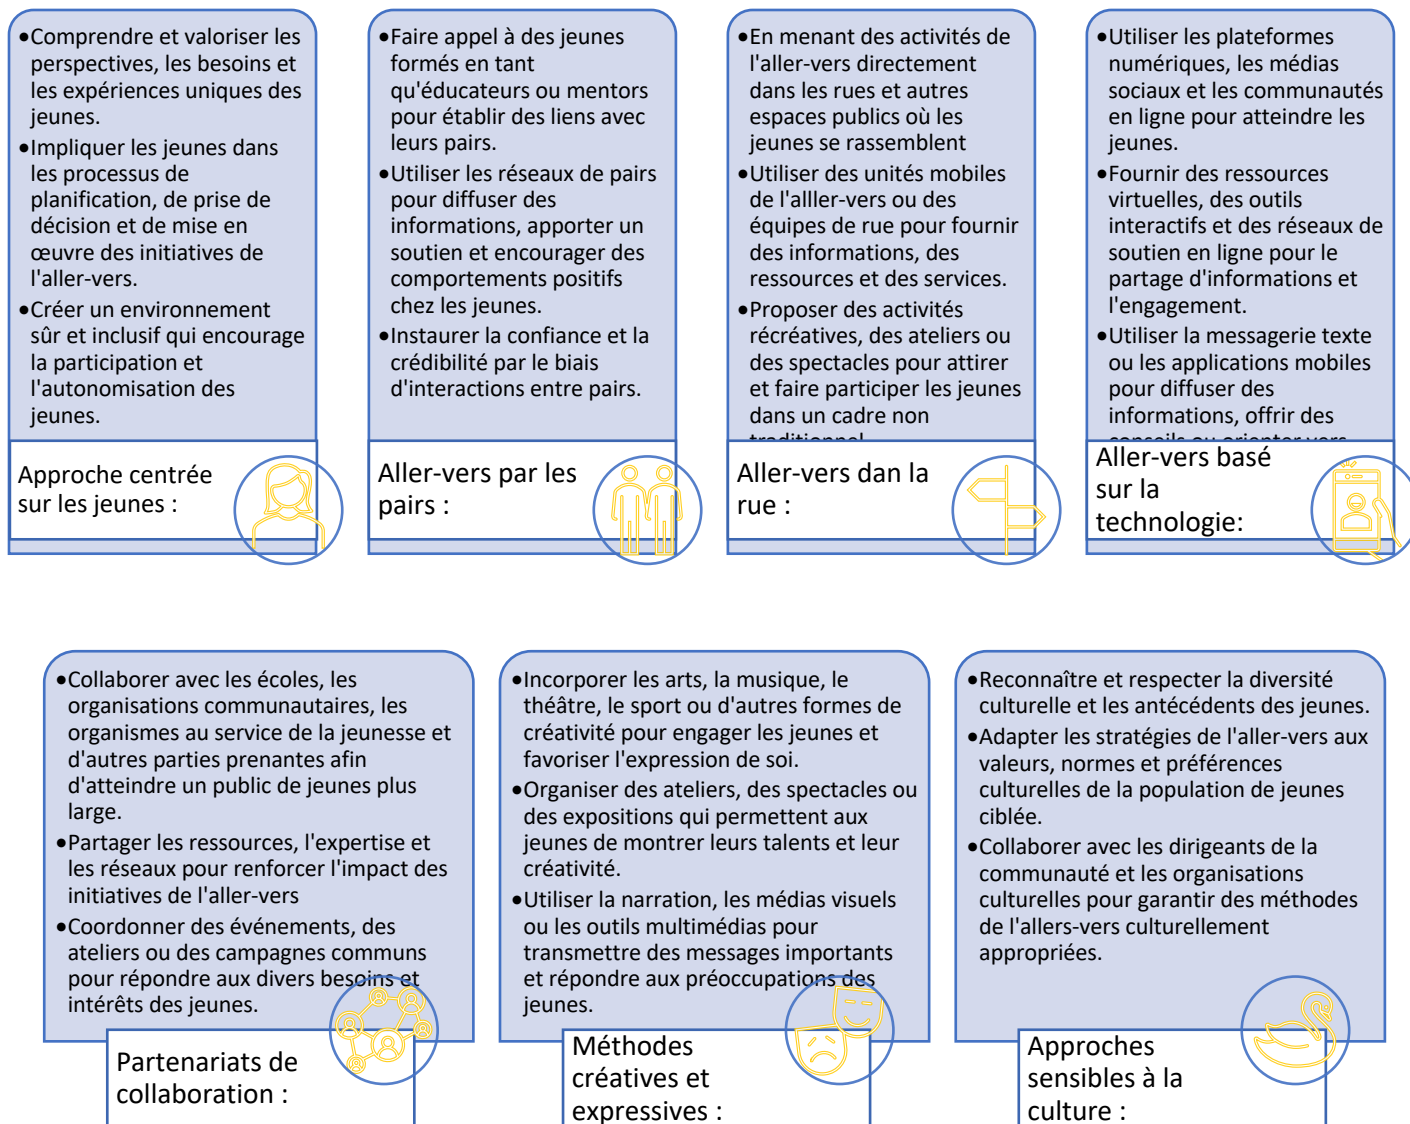 •Comprendre et valoriser les
perspectives, les besoins et
les expériences uniques des
jeunes.
•Impliquer les jeunes dans
les processus de
planification, de prise de
décision et de mise en
œuvre des initiatives de
l'aller-vers.
•Créer un environnement
sûr et inclusif qui encourage
la participation et
l'autonomisation des
jeunes.
Approche centrée
sur les jeunes :
•Faire appel à des jeunes
formés en tant
qu'éducateurs ou mentors
pour établir des liens avec
leurs pairs.
•Utiliser les réseaux de pairs
pour diffuser des
informations, apporter un
soutien et encourager des
comportements positifs
chez les jeunes.
•Instaurer la confiance et la
crédibilité par le biais
d'interactions entre pairs.
Aller-vers par les
pairs :
•En menant des activités de
l'aller-vers directement
dans les rues et autres
espaces publics où les
jeunes se rassemblent
•Utiliser des unités mobiles
de l'alller-vers ou des
équipes de rue pour fournir
des informations, des
ressources et des services.
•Proposer des activités
récréatives, des ateliers ou
des spectacles pour attirer
et faire participer les jeunes
dans un cadre non
traditionnel
Aller-vers dan la
rue :
•Utiliser les plateformes
numériques, les médias
sociaux et les communautés
en ligne pour atteindre les
jeunes.
•Fournir des ressources
virtuelles, des outils
interactifs et des réseaux de
soutien en ligne pour le
partage d'informations et
l'engagement.
•Utiliser la messagerie texte
ou les applications mobiles
pour diffuser des
informations, offrir des
conseils ou orienter vers
Aller-vers basé
sur la
technologie:
•Collaborer avec les écoles, les
organisations communautaires, les
organismes au service de la jeunesse et
d'autres parties prenantes afin
d'atteindre un public de jeunes plus
large.
•Partager les ressources, l'expertise et
les réseaux pour renforcer l'impact des
initiatives de l'aller-vers
•Coordonner des événements, des
ateliers ou des campagnes communs
pour répondre aux divers besoins et
intérêts des jeunes.
Partenariats de
collaboration :
•Incorporer les arts, la musique, le
théâtre, le sport ou d'autres formes de
créativité pour engager les jeunes et
favoriser l'expression de soi.
•Organiser des ateliers, des spectacles ou
des expositions qui permettent aux
jeunes de montrer leurs talents et leur
créativité.
•Utiliser la narration, les médias visuels
ou les outils multimédias pour
transmettre des messages importants
et répondre aux préoccupations des
jeunes.
Méthodes
créatives et
expressives :
•Reconnaître et respecter la diversité
culturelle et les antécédents des jeunes.
•Adapter les stratégies de l'aller-vers aux
valeurs, normes et préférences
culturelles de la population de jeunes
ciblée.
•Collaborer avec les dirigeants de la
communauté et les organisations
culturelles pour garantir des méthodes
de l'allers-vers culturellement
appropriées.
Approches
sensibles à la
culture :